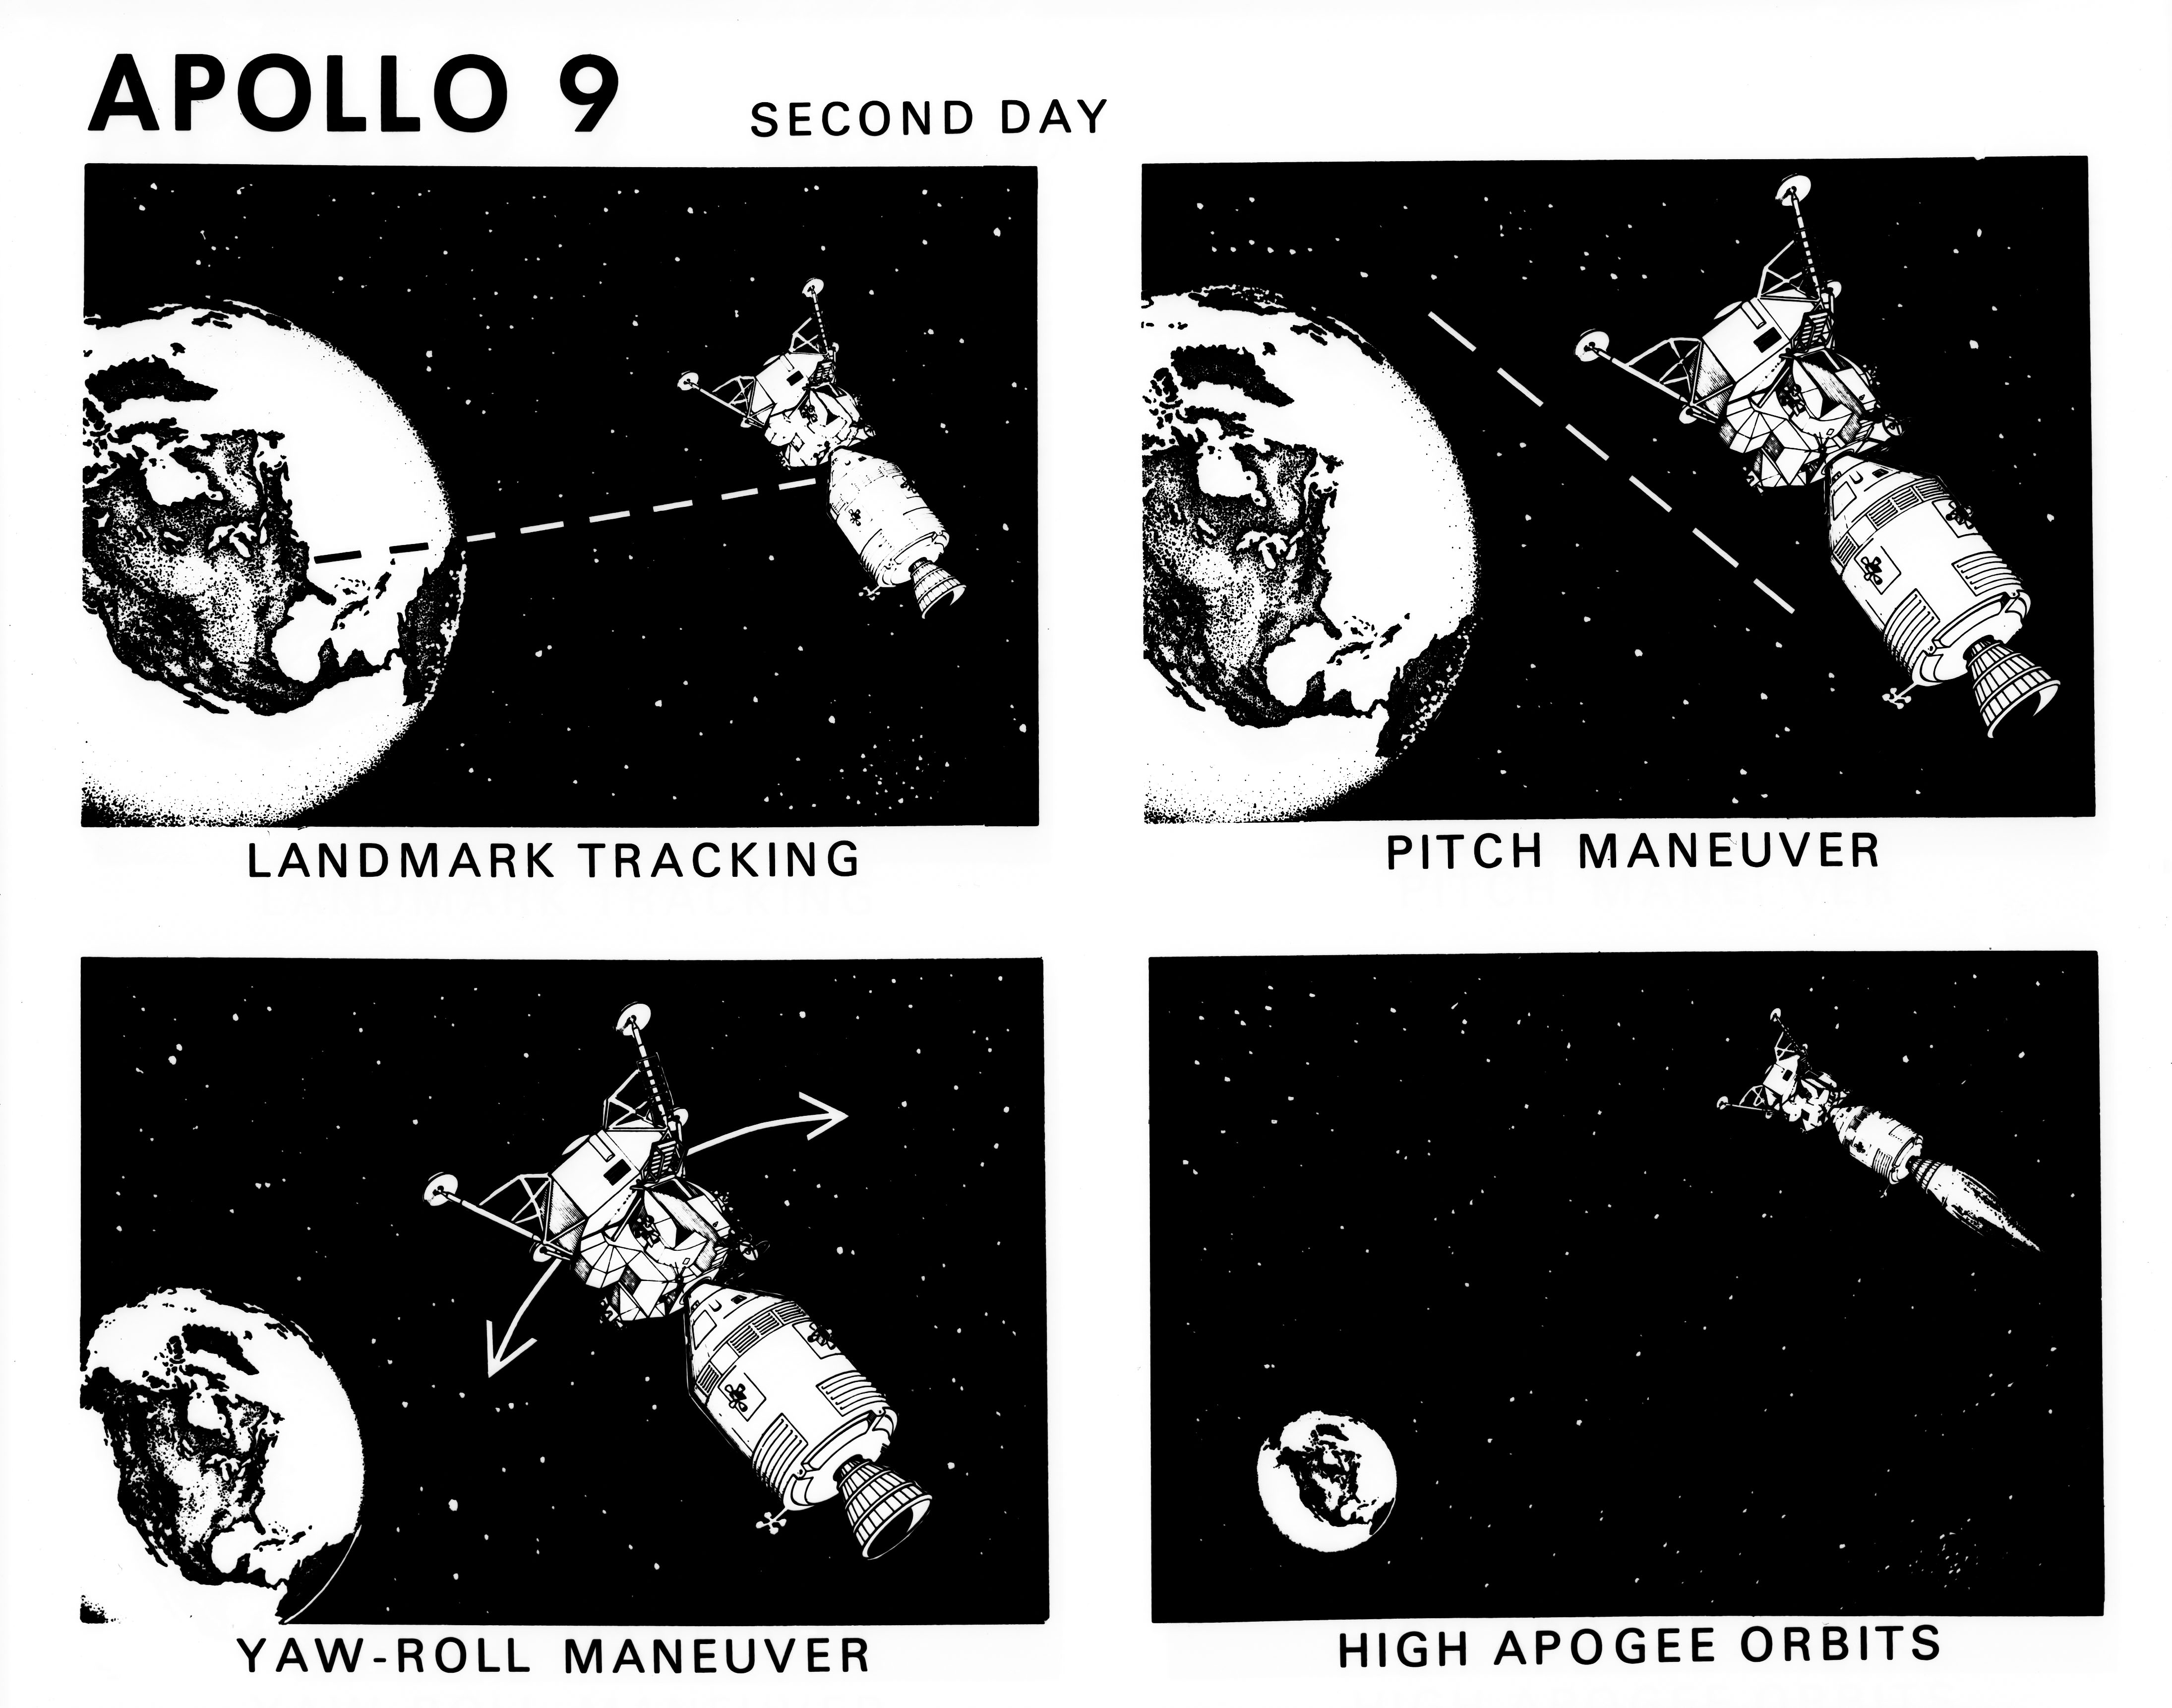 APOLLO 9 SECOND DAY
LANDMARK TRACKING
PITCH MANEUVER
YAW-ROLL MANEUVER
HIGH APOGEE ORBITS